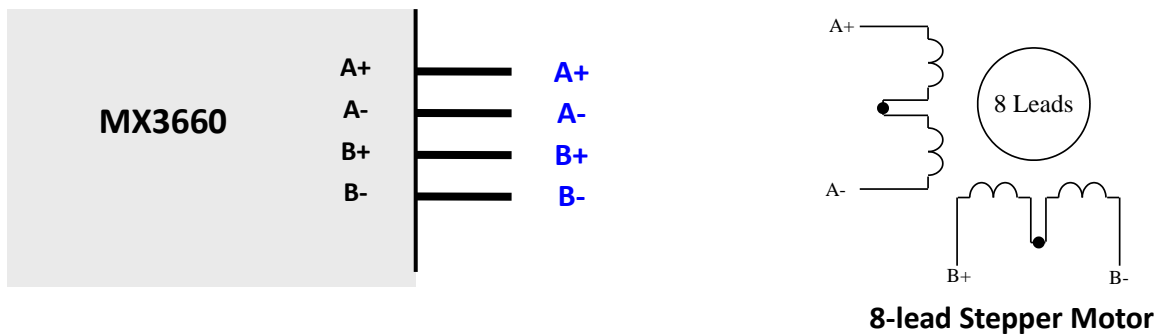 A+ A+
MX3660 A- A-
B+ B+
B- B-
A+
8 Leads
A-
B+ B-
8-lead Stepper Motor